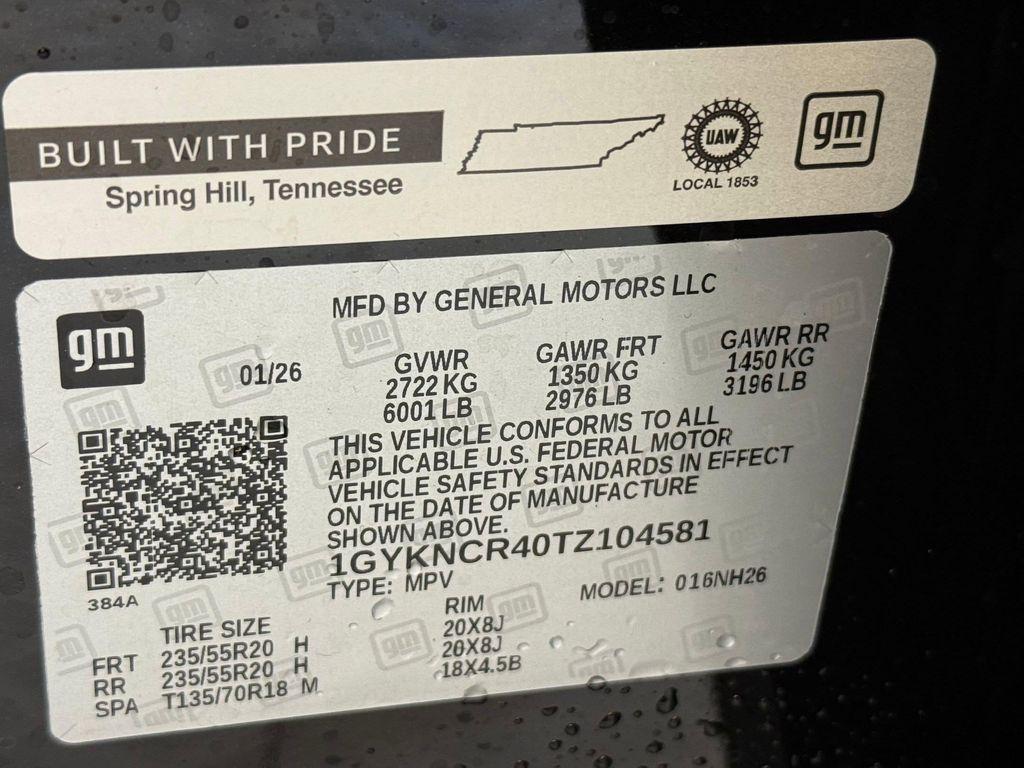 BUILT WITH PRIDE
Spring Hill, Tennessee
UAW
LOCAL 1853
gm
MFD BY GENERAL MOTORS LLC
gm
01/26
GVWR GAWR FRT GAWR RR
2722 KG 1350 KG 1450 KG
6001 LB 2976 LB 3196 LB
THIS VEHICLE CONFORMS TO ALL
APPLICABLE U.S. FEDERAL MOTOR
VEHICLE SAFETY STANDARDS IN EFFECT
ON THE DATE OF MANUFACTURE
SHOWN ABOVE.
1GYKNCR40TZ104581
TYPE: MPV MODEL: 016NH26
384A
TIRE SIZE RIM
FRT 235/55R20 H 20X8J
RR 235/55R20 H 20X8J
SPA T135/70R18 M 18X4.5B